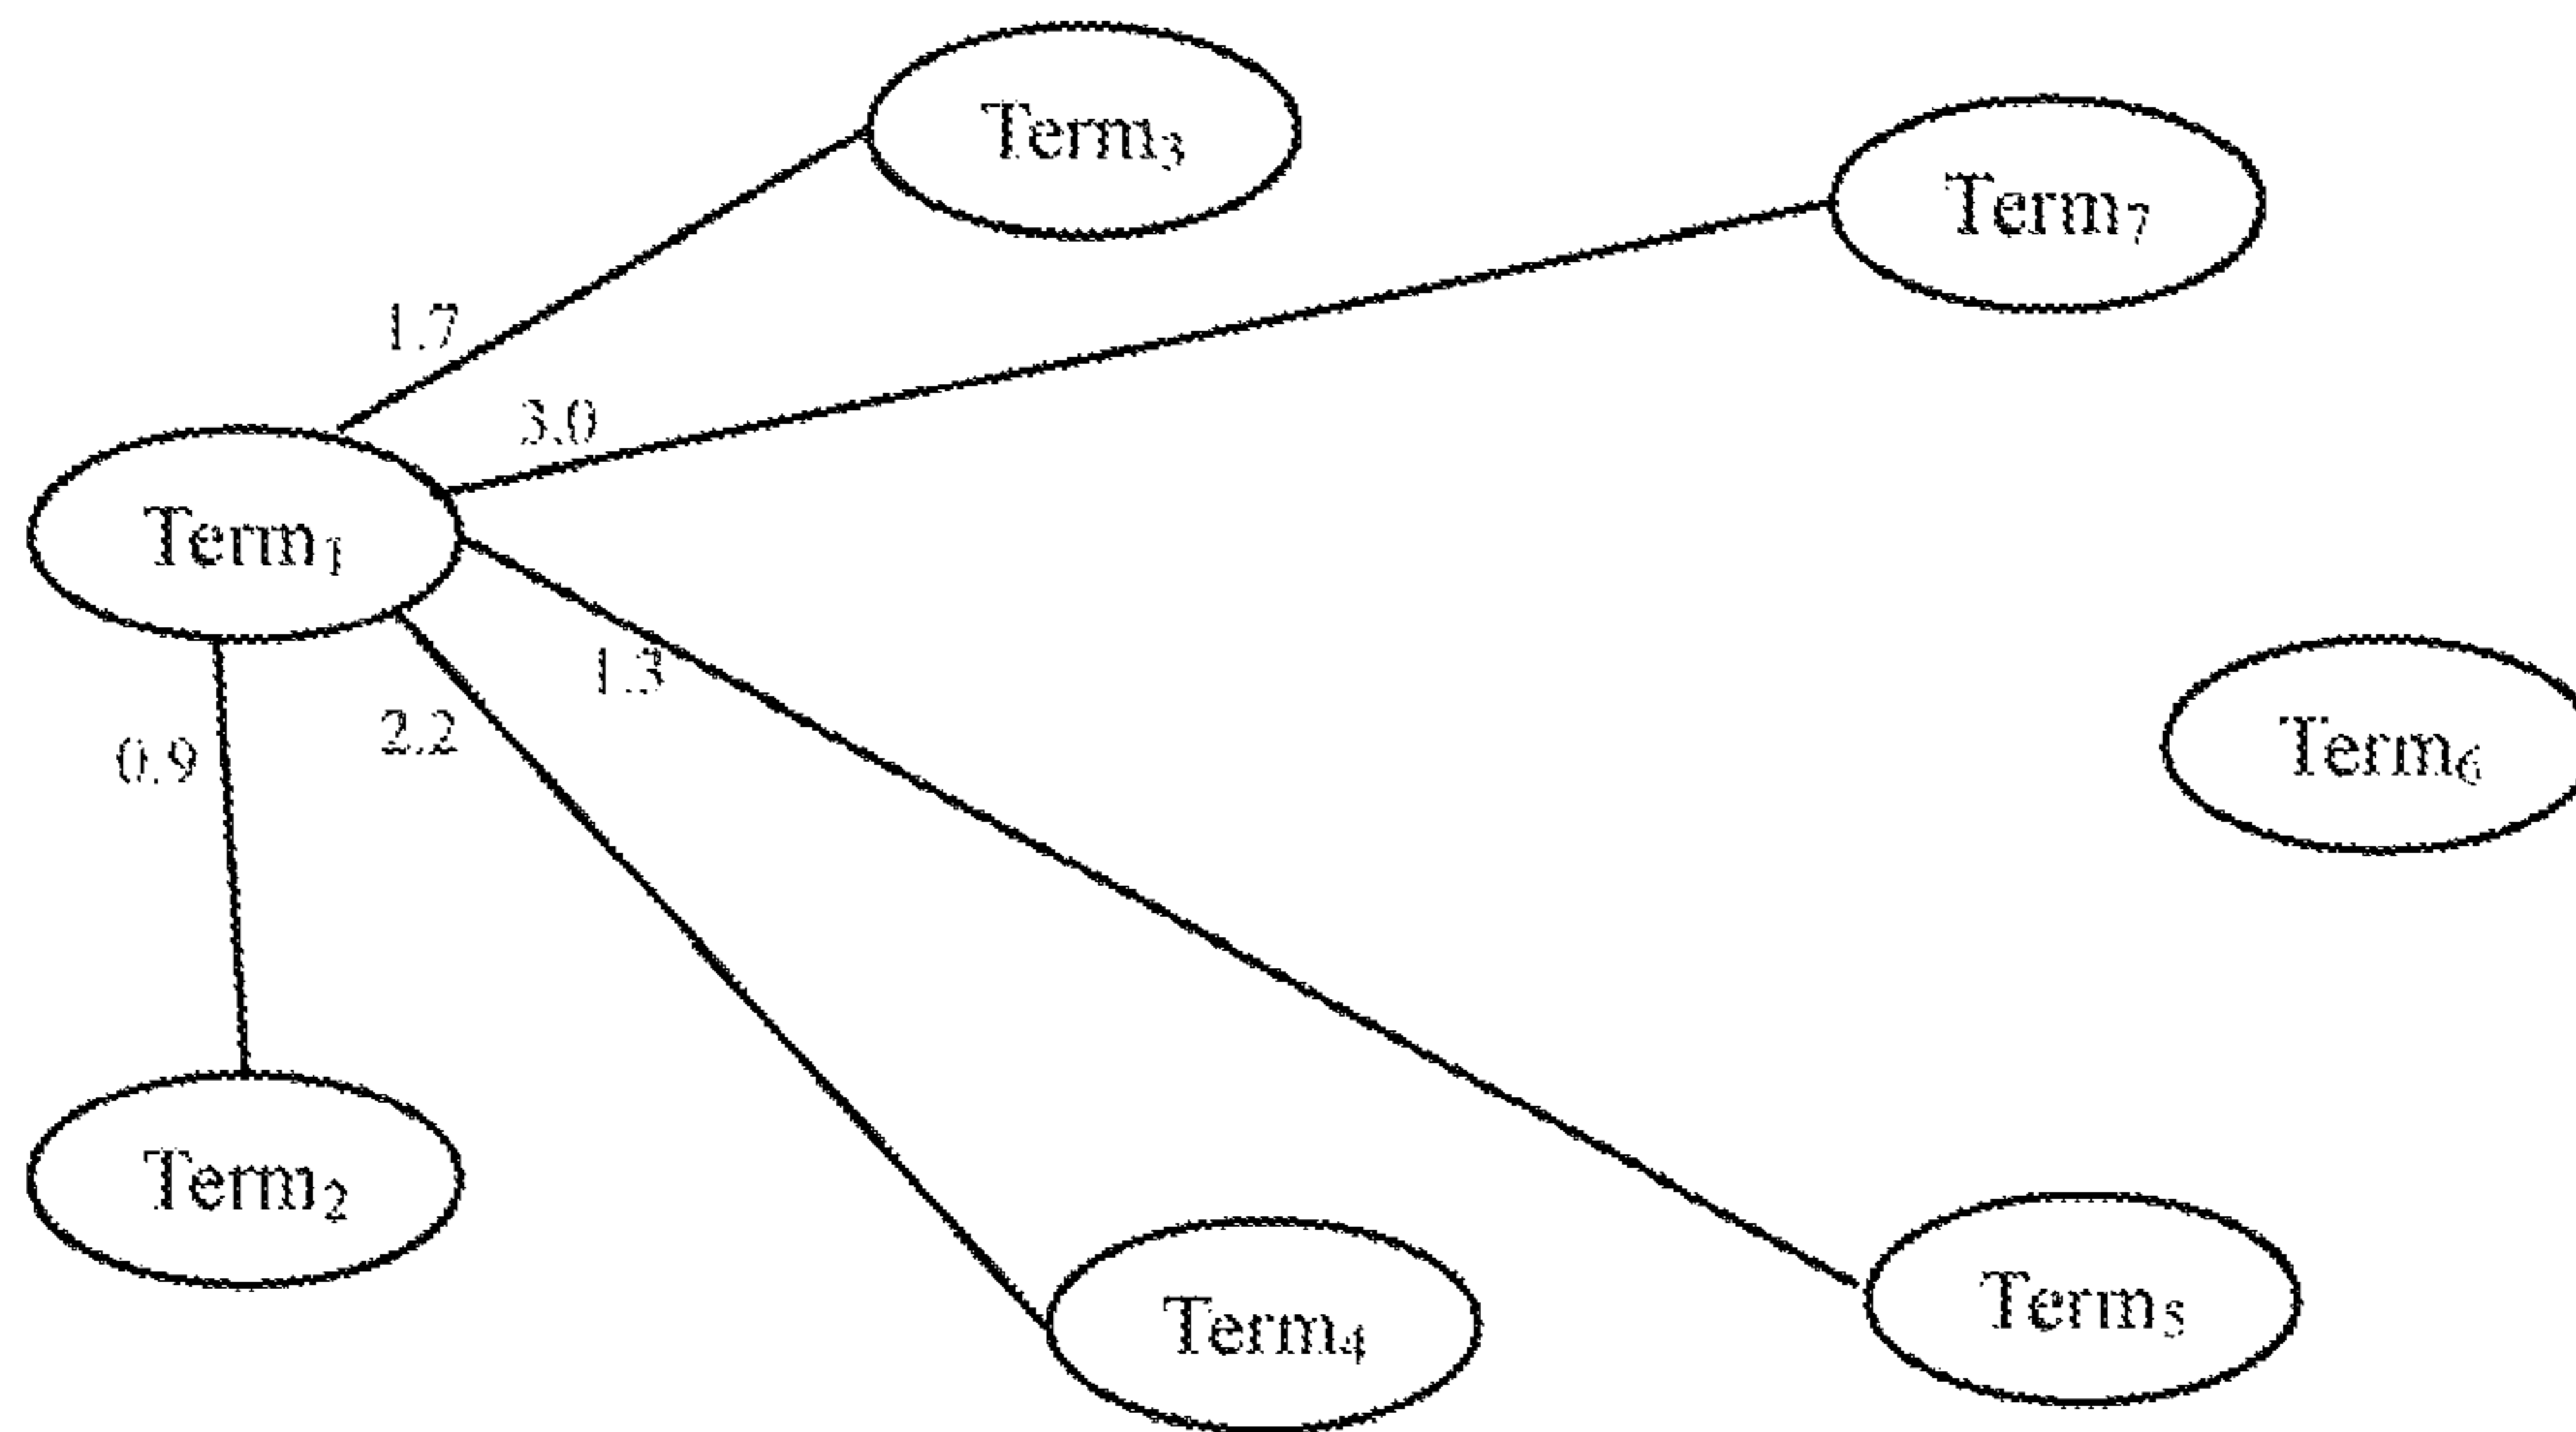 Term₃
Term₇
1.7
3.0
Term₁
1.3
2.2
0.9
Term₆
Term₂
Term₄
Term₅